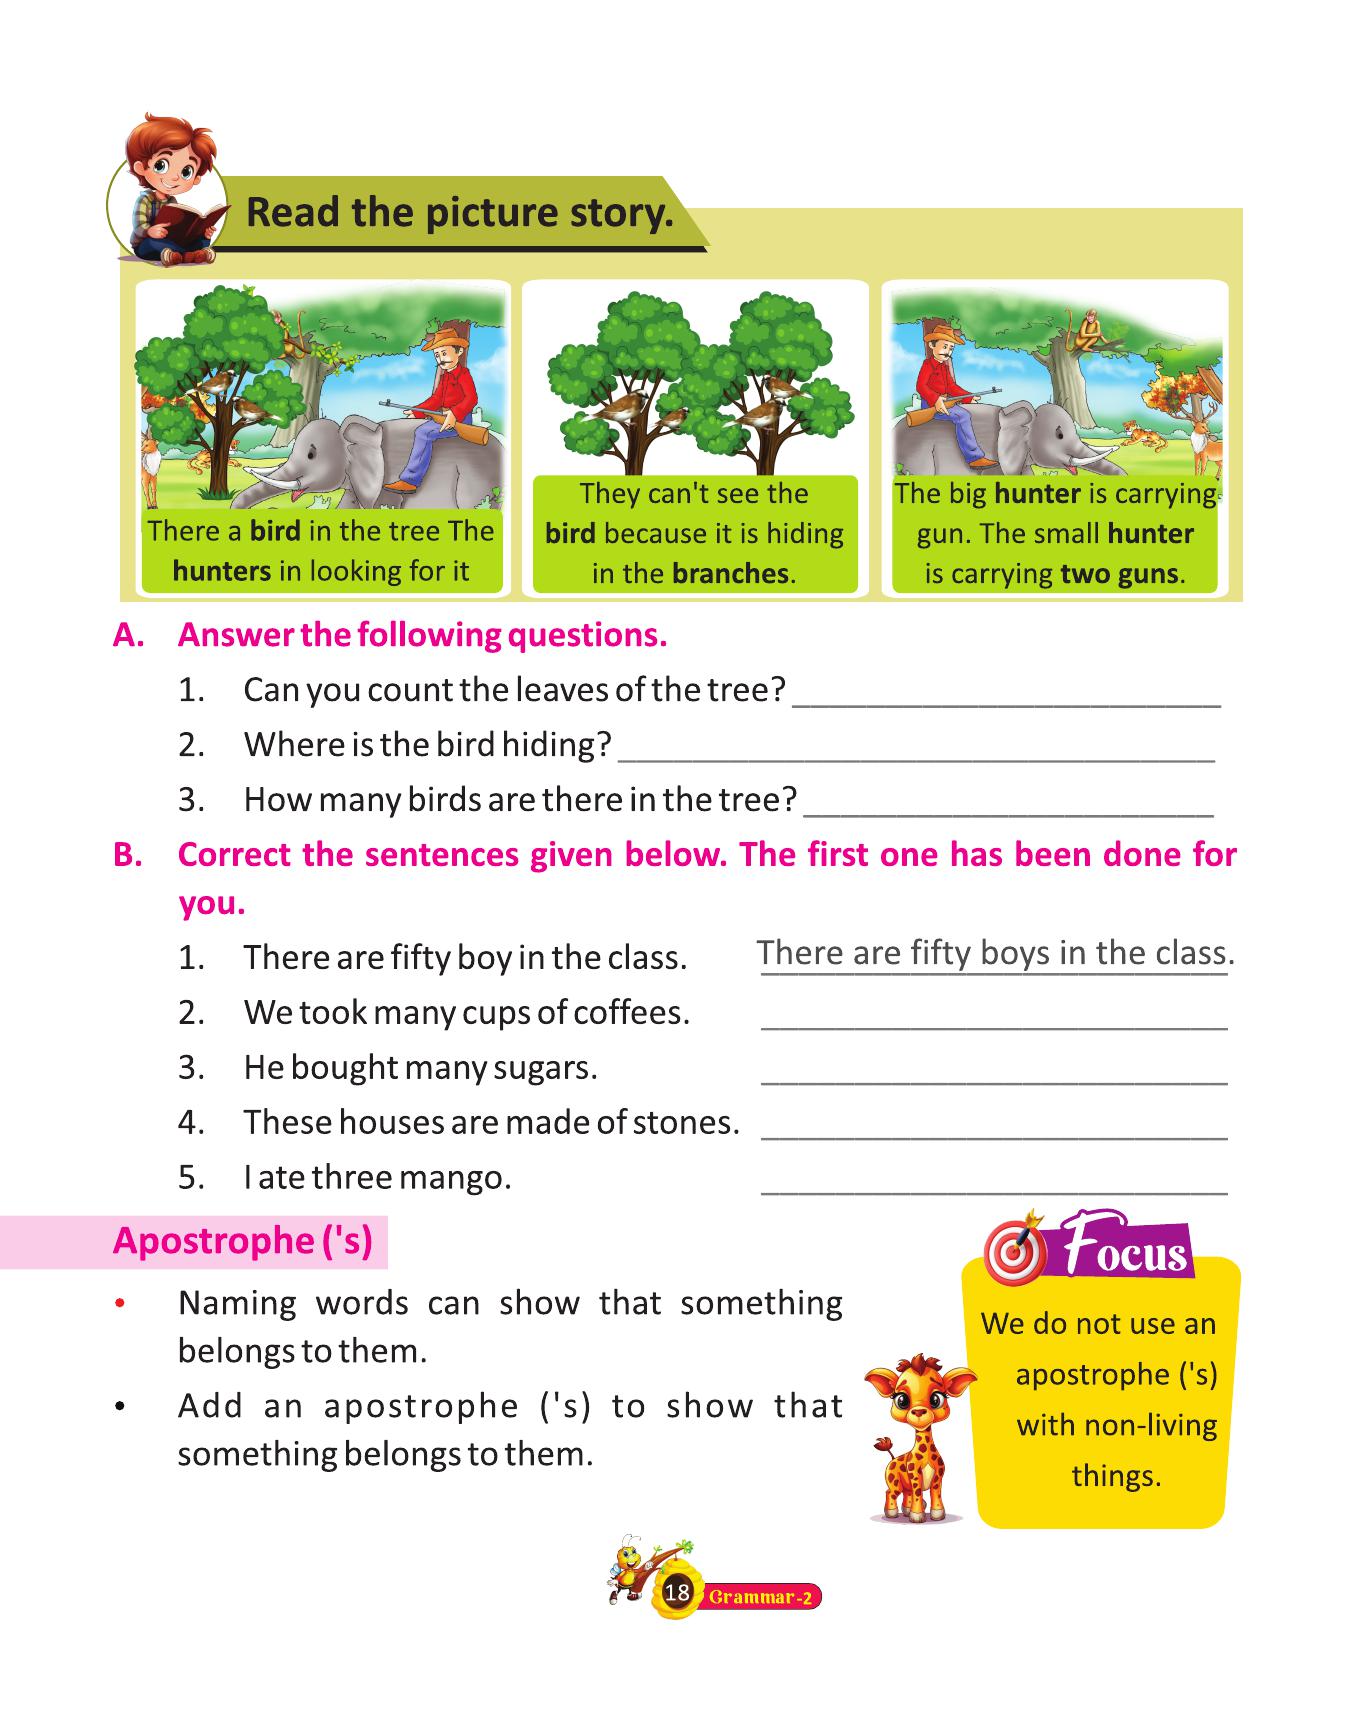 Read the picture story.
There a bird in the tree The
hunters in looking for it
They can't see the
bird because it is hiding
in the branches.
The big hunter is carrying
gun. The small hunter
is carrying two guns.
A. Answer the following questions.
1. Can you count the leaves of the tree? ____________________
2. Where is the bird hiding? ____________________
3. How many birds are there in the tree? ____________________
B. Correct the sentences given below. The first one has been done for
you.
1. There are fifty boy in the class. There are fifty boys in the class.
2. We took many cups of coffees. ____________________
3. He bought many sugars. ____________________
4. These houses are made of stones. ____________________
5. I ate three mango. ____________________
Apostrophe ('s)
• Naming words can show that something
belongs to them.
• Add an apostrophe ('s) to show that
something belongs to them.
Focus
We do not use an
apostrophe ('s)
with non-living
things.
18 Grammar-2